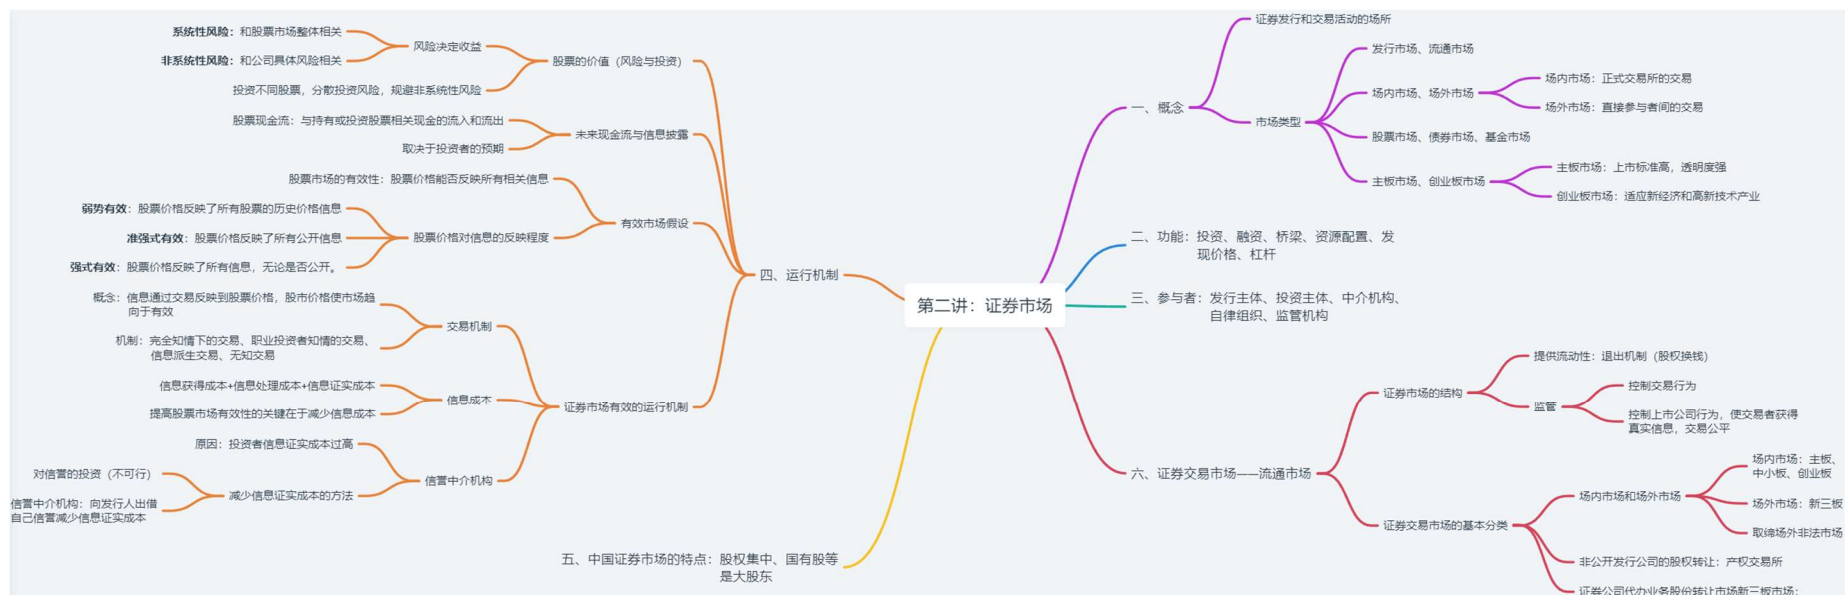 第二讲：证券市场
一、概念
证券发行和交易活动的场所
市场类型
发行市场、流通市场
场内市场、场外市场
场内市场：正式交易所的交易
场外市场：直接参与者间的交易
股票市场、债券市场、基金市场
主板市场、创业板市场
主板市场：上市标准高，透明度强
创业板市场：适应新经济和高新技术产业
二、功能：投资、融资、桥梁、资源配置、发
现价格、杠杆
三、参与者：发行主体、投资主体、中介机构、
自律组织、监管机构
四、运行机制
股票的价值（风险与投资）
风险决定收益
系统性风险：和股票市场整体相关
非系统性风险：和公司具体风险相关
投资不同股票，分散投资风险，规避非系统性风险
未来现金流与信息披露
股票现金流：与持有或投资股票相关现金的流入和流出
取决于投资者的预期
有效市场假设
股票市场的有效性：股票价格能否反映所有相关信息
股票价格对信息的反映程度
弱势有效：股票价格反映了所有股票的历史价格信息
准强式有效：股票价格反映了所有公开信息
强式有效：股票价格反映了所有信息，无论是否公开。
证券市场有效的运行机制
交易机制
概念：信息通过交易反映到股票价格，股市价格使市场趋
向于有效
机制：完全知情下的交易、职业投资者知情的交易、
信息派生交易、无知交易
信息成本
信息获得成本+信息处理成本+信息证实成本
提高股票市场有效性的关键在于减少信息成本
信誉中介机构
原因：投资者信息证实成本过高
减少信息证实成本的方法
对信誉的投资（不可行）
信誉中介机构：向发行人出借
自己信誉减少信息证实成本
五、中国证券市场的特点：股权集中、国有股等
是大股东
六、证券交易市场——流通市场
证券市场的结构
提供流动性：退出机制（股权换钱）
监管
控制交易行为
控制上市公司行为，使交易者获得
真实信息，交易公平
证券交易市场的基本分类
场内市场和场外市场
场内市场：主板、
中小板、创业板
场外市场：新三板
取缔场外非法市场
非公开发行公司的股权转让：产权交易所
证券公司代办业务股份转让市场新三板市场：